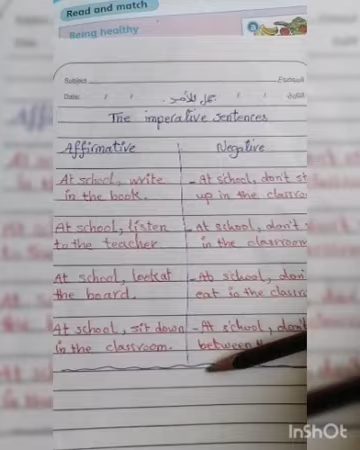 Read and match
Being healthy
Subject
Date: / /
جمل الأمر
The imperative sentences
Affirmative
Negative
At school, write
in the book.
- At school, don't
up in the
At school, listen
to the teacher
- At school, don't
in the classroom
At school, look at
the board.
- At school,
eat in the
At school, sit down
in the classroom.
- At school,
between
InShOt